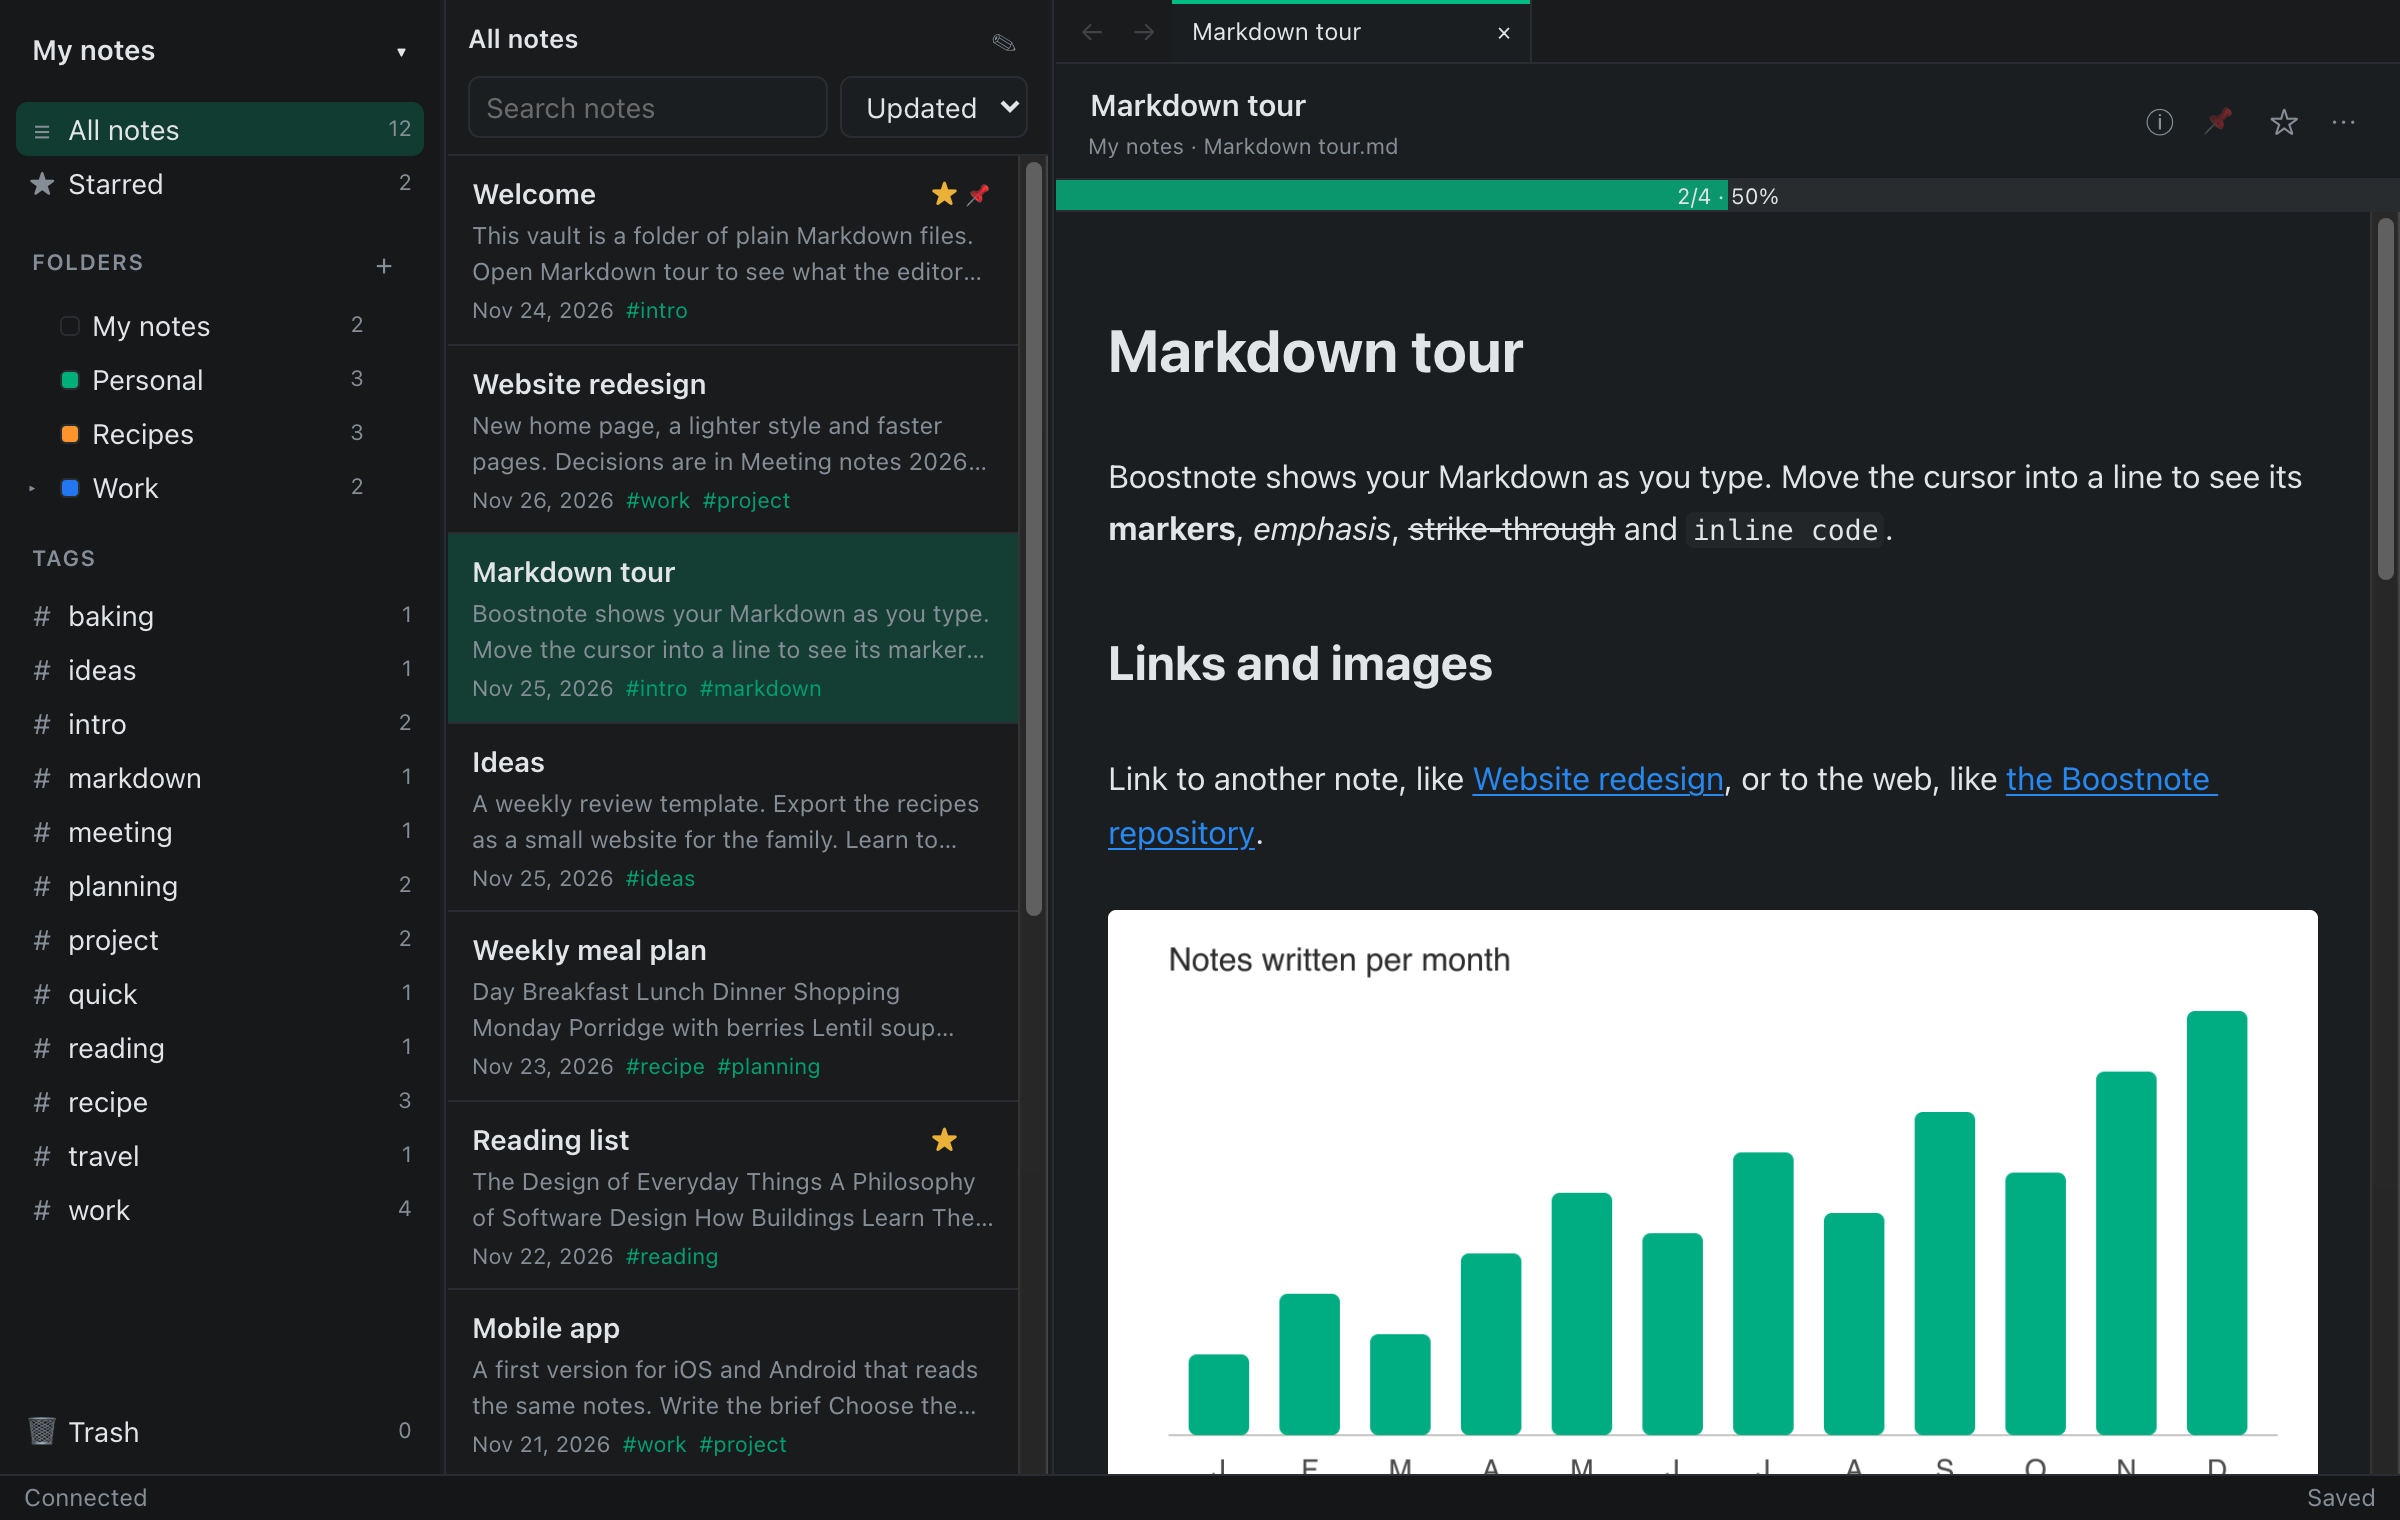 My notes
All notes 12
Starred 2
FOLDERS
My notes 2
Personal 3
Recipes 3
Work 2
TAGS
# baking 1
# ideas 1
# intro 2
# markdown 1
# meeting 1
# planning 2
# project 2
# quick 1
# reading 1
# recipe 3
# travel 1
# work 4
Trash 0
All notes
Search notes
Updated
Welcome
This vault is a folder of plain Markdown files.
Open Markdown tour to see what the editor...
Nov 24, 2026 #intro
Website redesign
New home page, a lighter style and faster
pages. Decisions are in Meeting notes 2026...
Nov 26, 2026 #work #project
Markdown tour
Boostnote shows your Markdown as you type.
Move the cursor into a line to see its marker...
Nov 25, 2026 #intro #markdown
Ideas
A weekly review template. Export the recipes
as a small website for the family. Learn to...
Nov 25, 2026 #ideas
Weekly meal plan
Day Breakfast Lunch Dinner Shopping
Monday Porridge with berries Lentil soup...
Nov 23, 2026 #recipe #planning
Reading list
The Design of Everyday Things A Philosophy
of Software Design How Buildings Learn The...
Nov 22, 2026 #reading
Mobile app
A first version for iOS and Android that reads
the same notes. Write the brief Choose the...
Nov 21, 2026 #work #project
Markdown tour
Markdown tour
My notes · Markdown tour.md
2/4 · 50%
Markdown tour
Boostnote shows your Markdown as you type. Move the cursor into a line to see its
markers, emphasis, strike-through and inline code.
Links and images
Link to another note, like Website redesign, or to the web, like the Boostnote
repository.
Notes written per month
J F M A M J J A S O N D
Connected
Saved